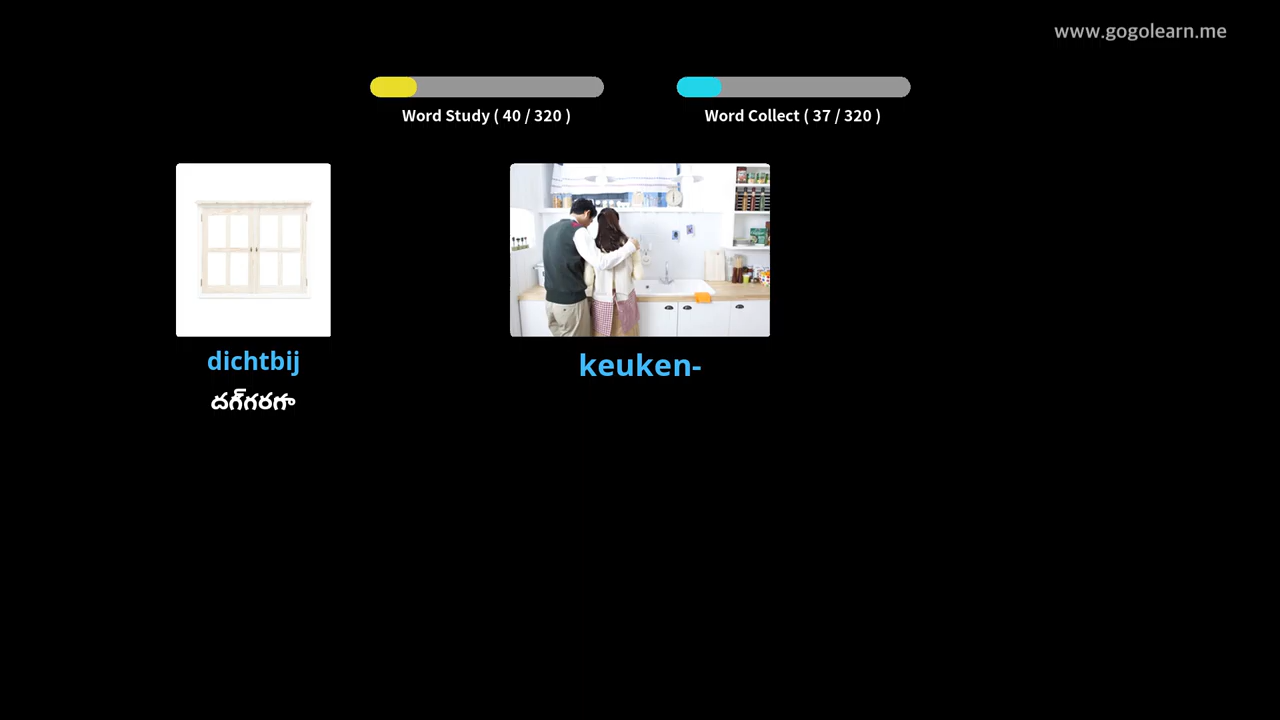 www.gogolearn.me
Word Study ( 40 / 320 )
Word Collect ( 37 / 320 )
dichtbij
దగ్గరగా
keuken-